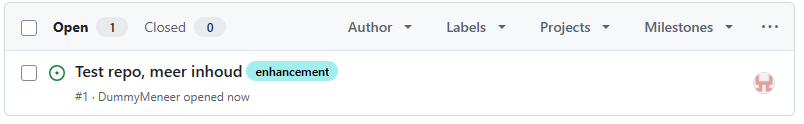 Open 1 Closed 0 Author Labels Projects Milestones
Test repo, meer inhoud enhancement
#1 · DummyMeneer opened now